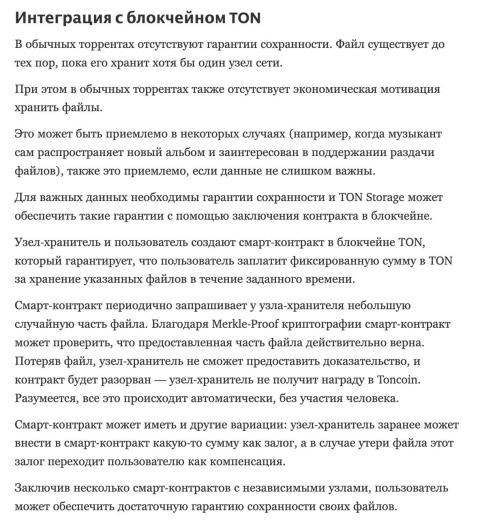 Интеграция с блокчейном TON
В обычных торрентах отсутствуют гарантии сохранности. Файл существует до
тех пор, пока его хранит хотя бы один узел сети.
При этом в обычных торрентах также отсутствует экономическая мотивация
хранить файлы.
Это может быть приемлемо в некоторых случаях (например, когда музыкант
сам распространяет новый альбом и заинтересован в поддержании раздачи
файлов), также это приемлемо, если данные не слишком важны.
Для важных данных необходимы гарантии сохранности и TON Storage может
обеспечить такие гарантии с помощью заключения контракта в блокчейне.
Узел-хранитель и пользователь создают смарт-контракт в блокчейне TON,
который гарантирует, что пользователь заплатит фиксированную сумму в TON
за хранение указанных файлов в течение заданного времени.
Смарт-контракт периодично запрашивает у узла-хранителя небольшую
случайную часть файла. Благодаря Merkle-Proof криптографии смарт-контракт
может проверить, что предоставленная часть файла действительно верна.
Потеряв файл, узел-хранитель не сможет предоставить доказательство, и
контракт будет разорван — узел-хранитель не получит награду в Toncoin.
Разумеется, все это происходит автоматически, без участия человека.
Смарт-контракт может иметь и другие вариации: узел-хранитель заранее может
внести в смарт-контракт какую-то сумму как залог, а в случае утери файла этот
залог переходит пользователю как компенсация.
Заключив несколько смарт-контрактов с независимыми узлами, пользователь
может обеспечить достаточную гарантию сохранности своих файлов.